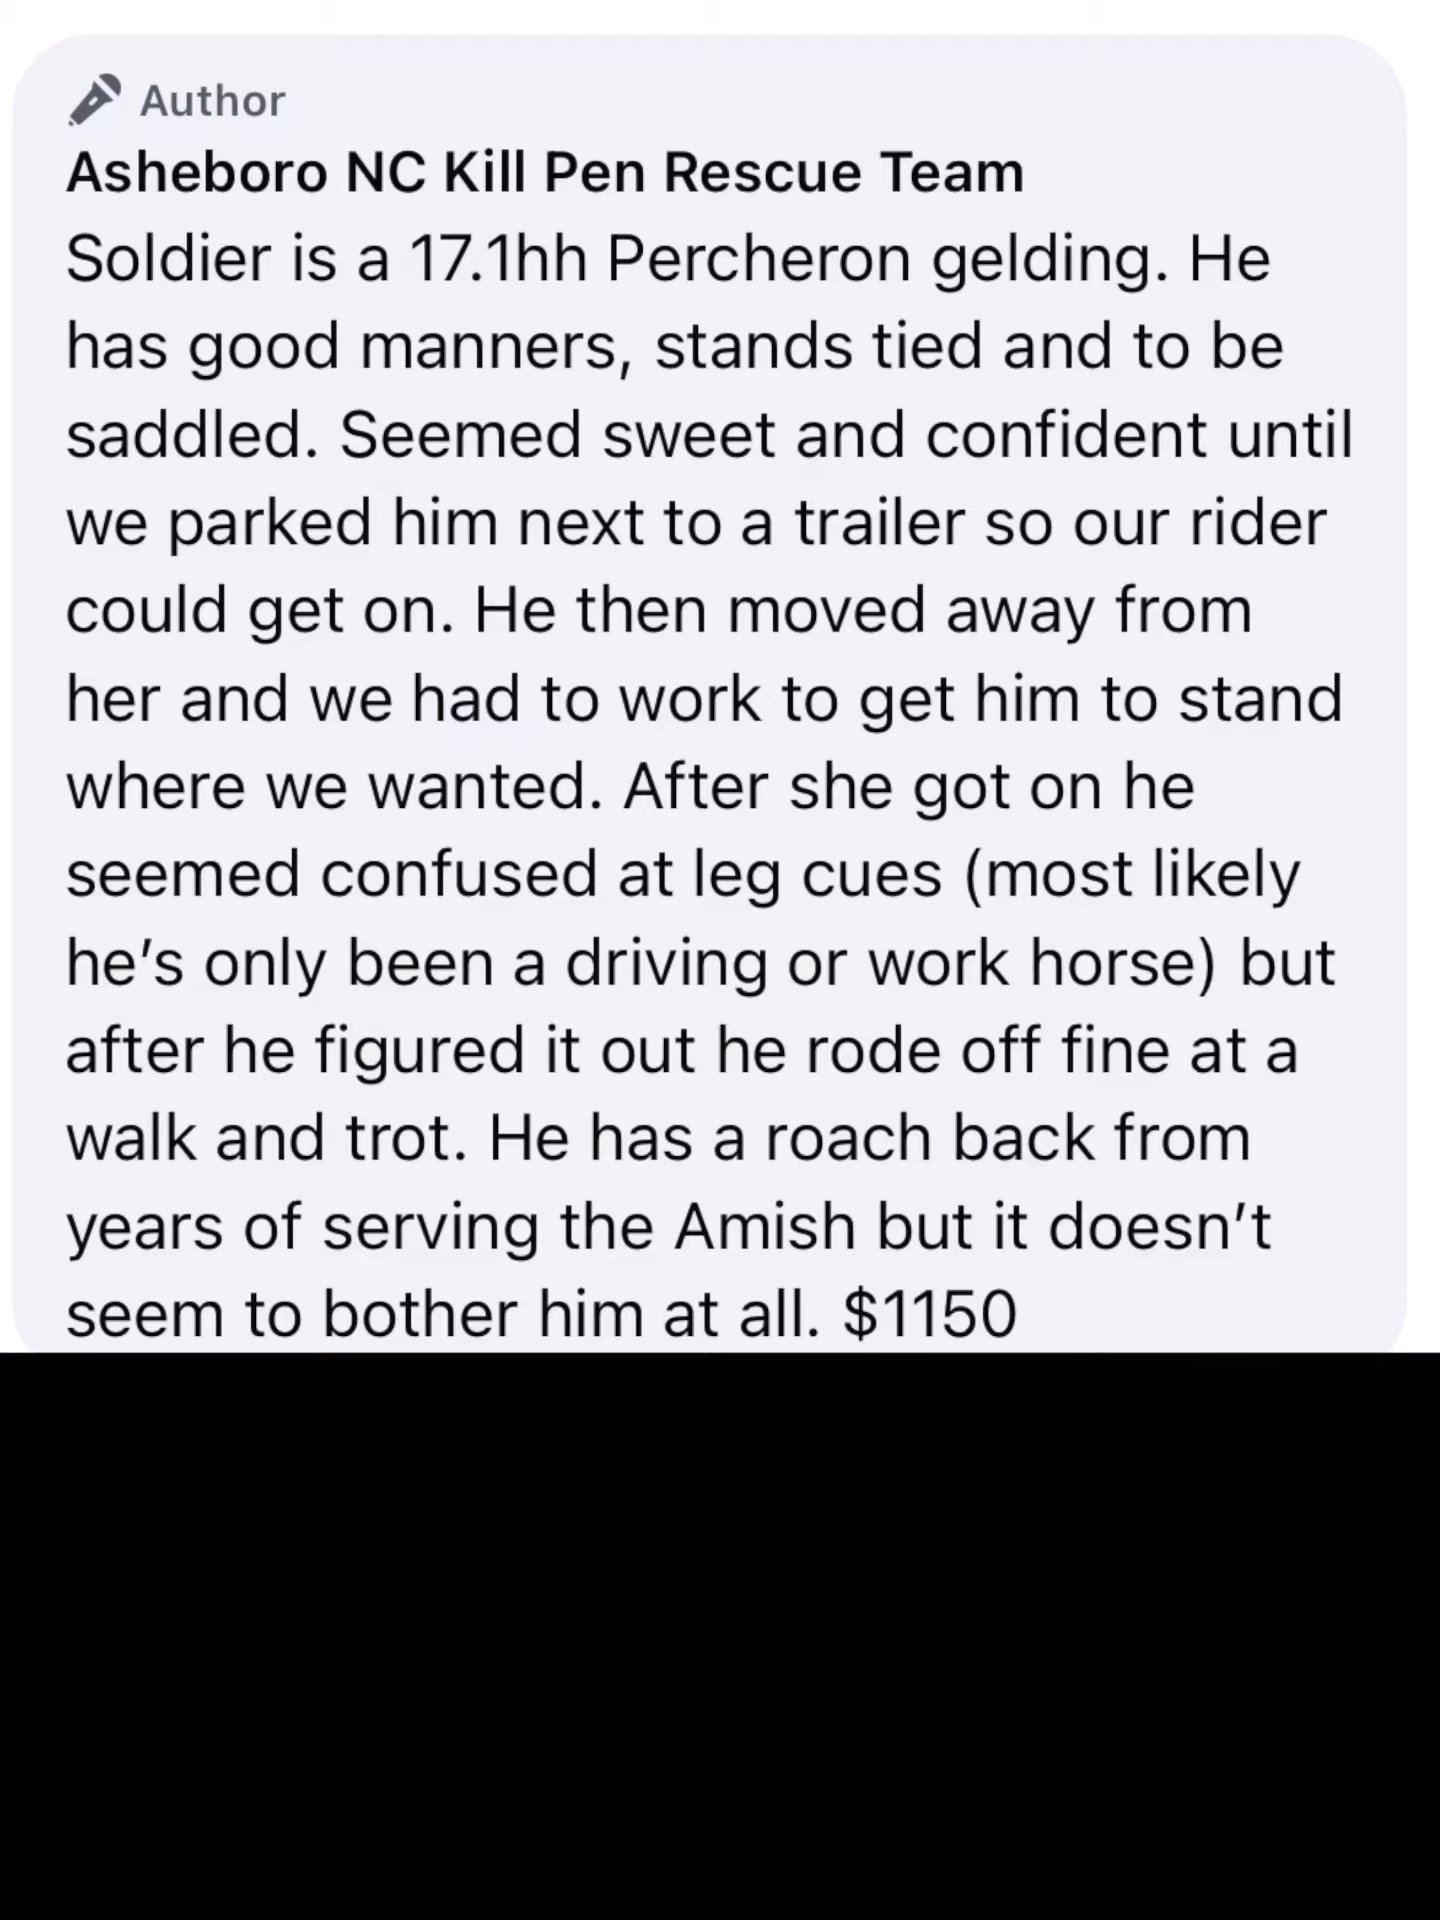 Author
Asheboro NC Kill Pen Rescue Team
Soldier is a 17.1hh Percheron gelding. He
has good manners, stands tied and to be
saddled. Seemed sweet and confident until
we parked him next to a trailer so our rider
could get on. He then moved away from
her and we had to work to get him to stand
where we wanted. After she got on he
seemed confused at leg cues (most likely
he’s only been a driving or work horse) but
after he figured it out he rode off fine at a
walk and trot. He has a roach back from
years of serving the Amish but it doesn’t
seem to bother him at all. $1150